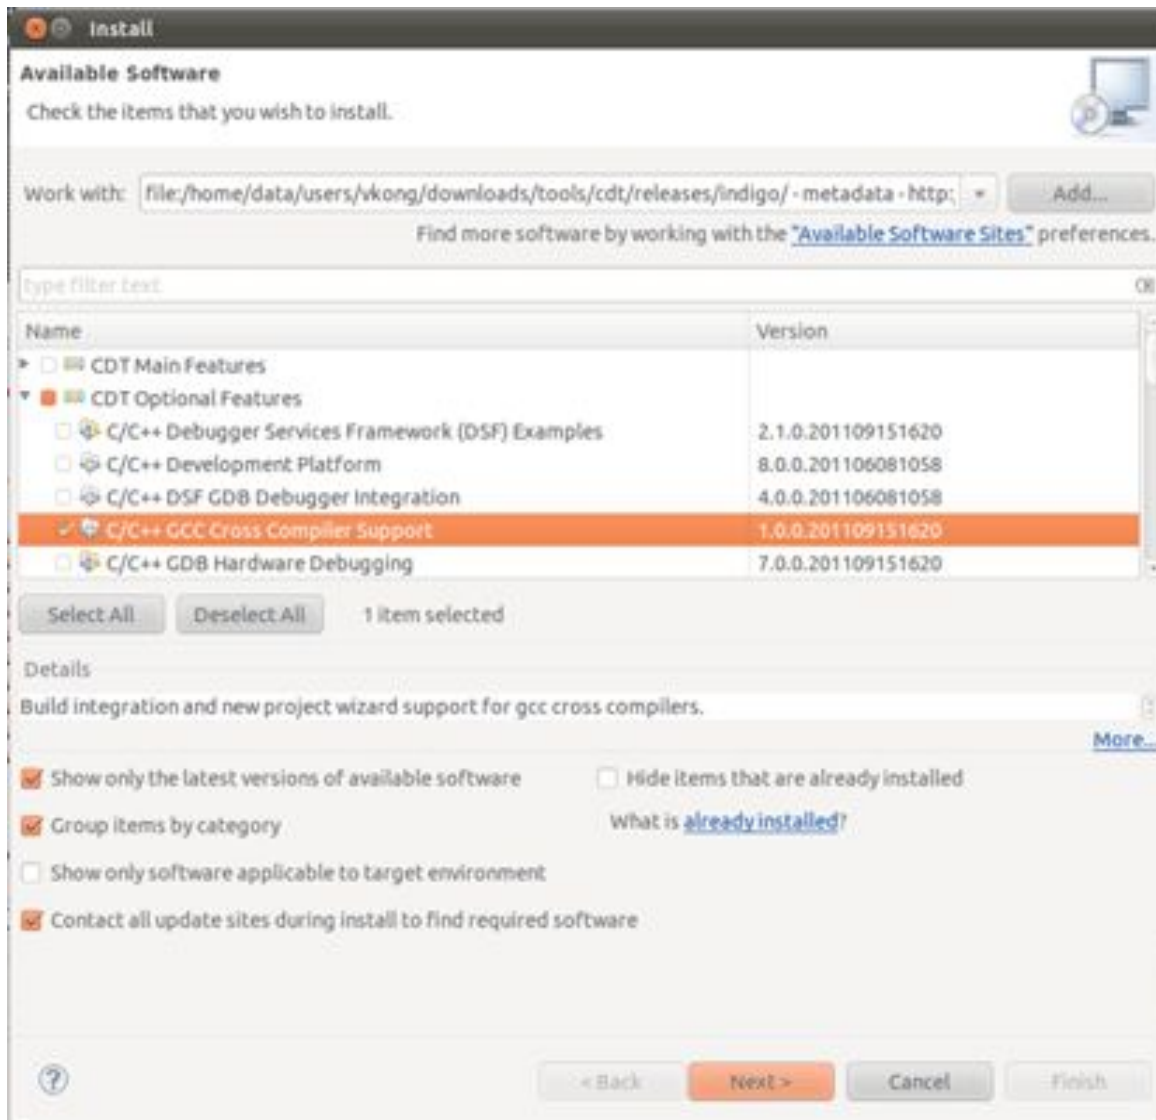 Install
Available Software
Check the items that you wish to install.
Work with: file:/home/data/users/vkong/downloads/tools/cdt/releases/indigo/ - metadata - http: Add...
Find more software by working with the "Available Software Sites" preferences.
type filter text
Name Version
CDT Main Features
CDT Optional Features
C/C++ Debugger Services Framework (DSF) Examples 2.1.0.201109151620
C/C++ Development Platform 8.0.0.201106081058
C/C++ DSF GDB Debugger Integration 4.0.0.201106081058
C/C++ GCC Cross Compiler Support 1.0.0.201109151620
C/C++ GDB Hardware Debugging 7.0.0.201109151620
Select All Deselect All 1 item selected
Details
Build integration and new project wizard support for gcc cross compilers.
More...
Show only the latest versions of available software Hide items that are already installed
Group items by category What is already installed?
Show only software applicable to target environment
Contact all update sites during install to find required software
? < Back Next > Cancel Finish